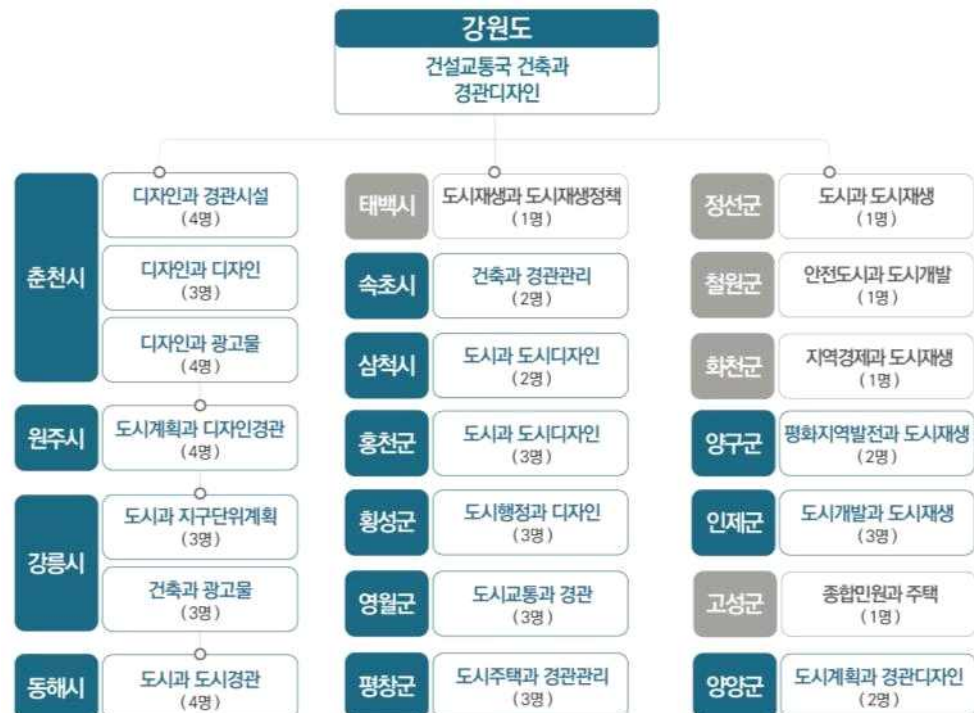 강원도
건설교통국 건축과
경관디자인
춘천시
디자인과 경관시설
(4명)
디자인과 디자인
(3명)
디자인과 광고물
(4명)
원주시
도시계획과 디자인경관
(4명)
강릉시
도시과 지구단위계획
(3명)
건축과 광고물
(3명)
동해시
도시과 도시경관
(4명)
태백시
도시재생과 도시재생정책
(1명)
속초시
건축과 경관관리
(2명)
삼척시
도시과 도시디자인
(2명)
홍천군
도시과 도시디자인
(3명)
횡성군
도시행정과 디자인
(3명)
영월군
도시교통과 경관
(3명)
평창군
도시주택과 경관관리
(3명)
정선군
도시과 도시재생
(1명)
철원군
안전도시과 도시개발
(1명)
화천군
지역경제과 도시재생
(1명)
양구군
평화지역발전과 도시재생
(2명)
인제군
도시개발과 도시재생
(3명)
고성군
종합민원과 주택
(1명)
양양군
도시계획과 경관디자인
(2명)